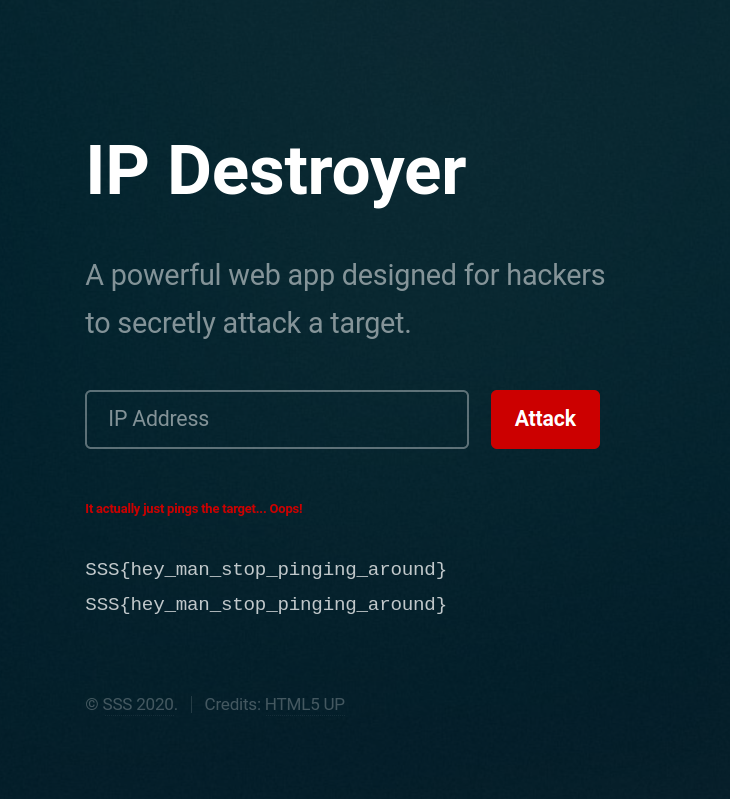 IP Destroyer
A powerful web app designed for hackers
to secretly attack a target.
IP Address
Attack
It actually just pings the target... Oops!
SSS{hey_man_stop_pinging_around}
SSS{hey_man_stop_pinging_around}
© SSS 2020. Credits: HTML5 UP